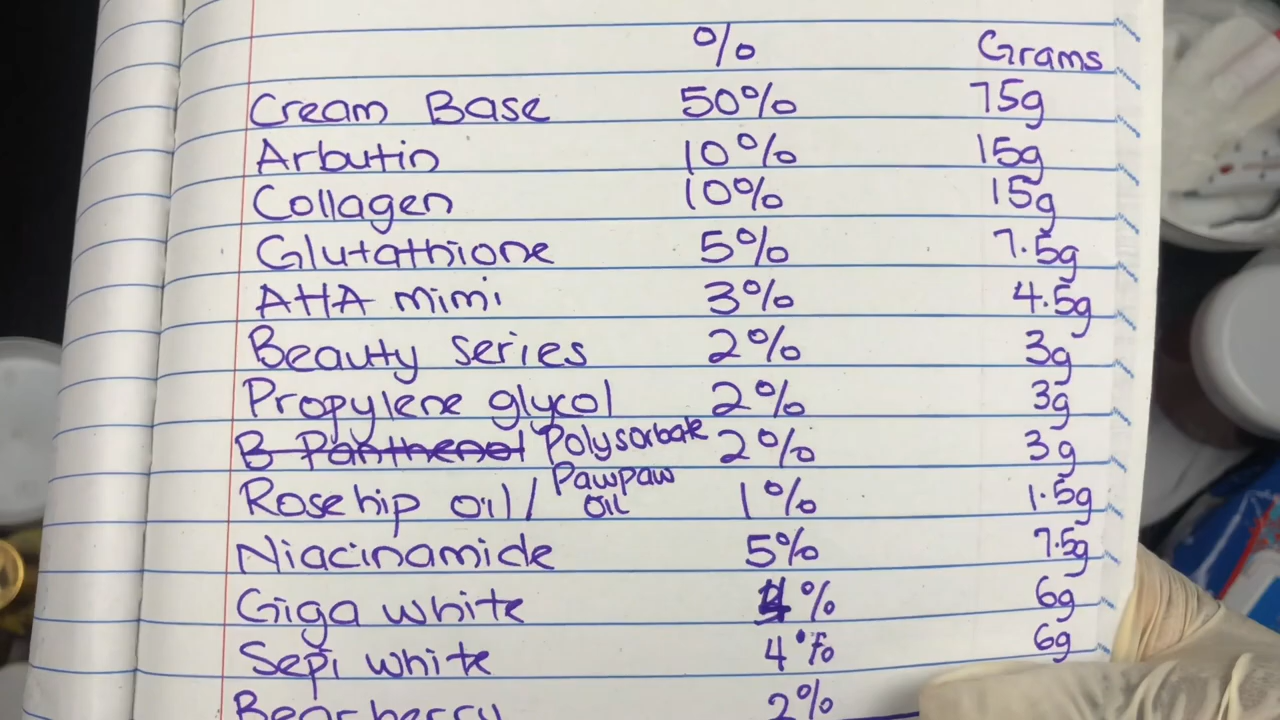 % Grams
Cream Base 50% 75g
Arbutin 10% 15g
Collagen 10% 15g
Glutathione 5% 7.5g
AHA mimi 3% 4.5g
Beauty series 2% 3g
Propylene glycol 2% 3g
B Panthenol Polysorbate 2% 3g
Rosehip oil/ Pawpaw OIL 1% 1.5g
Niacinamide 5% 7.5g
Giga white 4% 6g
Sepi white 4% 6g
Bearberry 2%